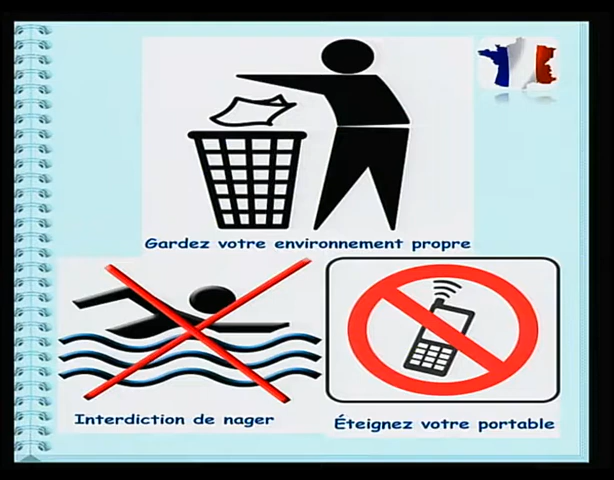 Gardez votre environnement propre
Interdiction de nager
Éteignez votre portable